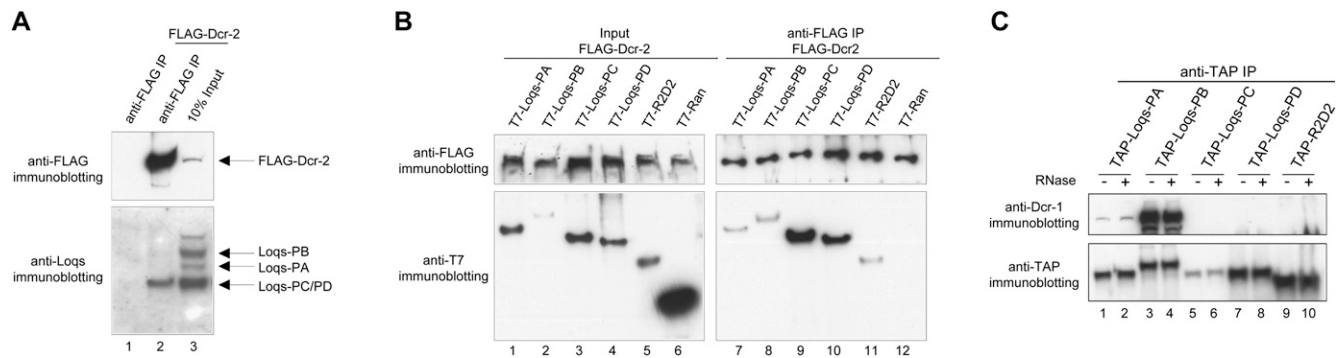 A
FLAG-Dcr-2
anti-FLAG IP
anti-FLAG IP
10% Input
anti-FLAG
immunoblotting
FLAG-Dcr-2
anti-Loqs
immunoblotting
Loqs-PB
Loqs-PA
Loqs-PC/PD
1 2 3
B
Input
FLAG-Dcr-2
anti-FLAG IP
FLAG-Dcr2
T7-Loqs-PA
T7-Loqs-PB
T7-Loqs-PC
T7-Loqs-PD
T7-R2D2
T7-Ran
T7-Loqs-PA
T7-Loqs-PB
T7-Loqs-PC
T7-Loqs-PD
T7-R2D2
T7-Ran
anti-FLAG
immunoblotting
anti-T7
immunoblotting
1 2 3 4 5 6 7 8 9 10 11 12
C
anti-TAP IP
TAP-Loqs-PA
TAP-Loqs-PB
TAP-Loqs-PC
TAP-Loqs-PD
TAP-R2D2
RNase - + - + - + - + - +
anti-Dcr-1
immunoblotting
anti-TAP
immunoblotting
1 2 3 4 5 6 7 8 9 10